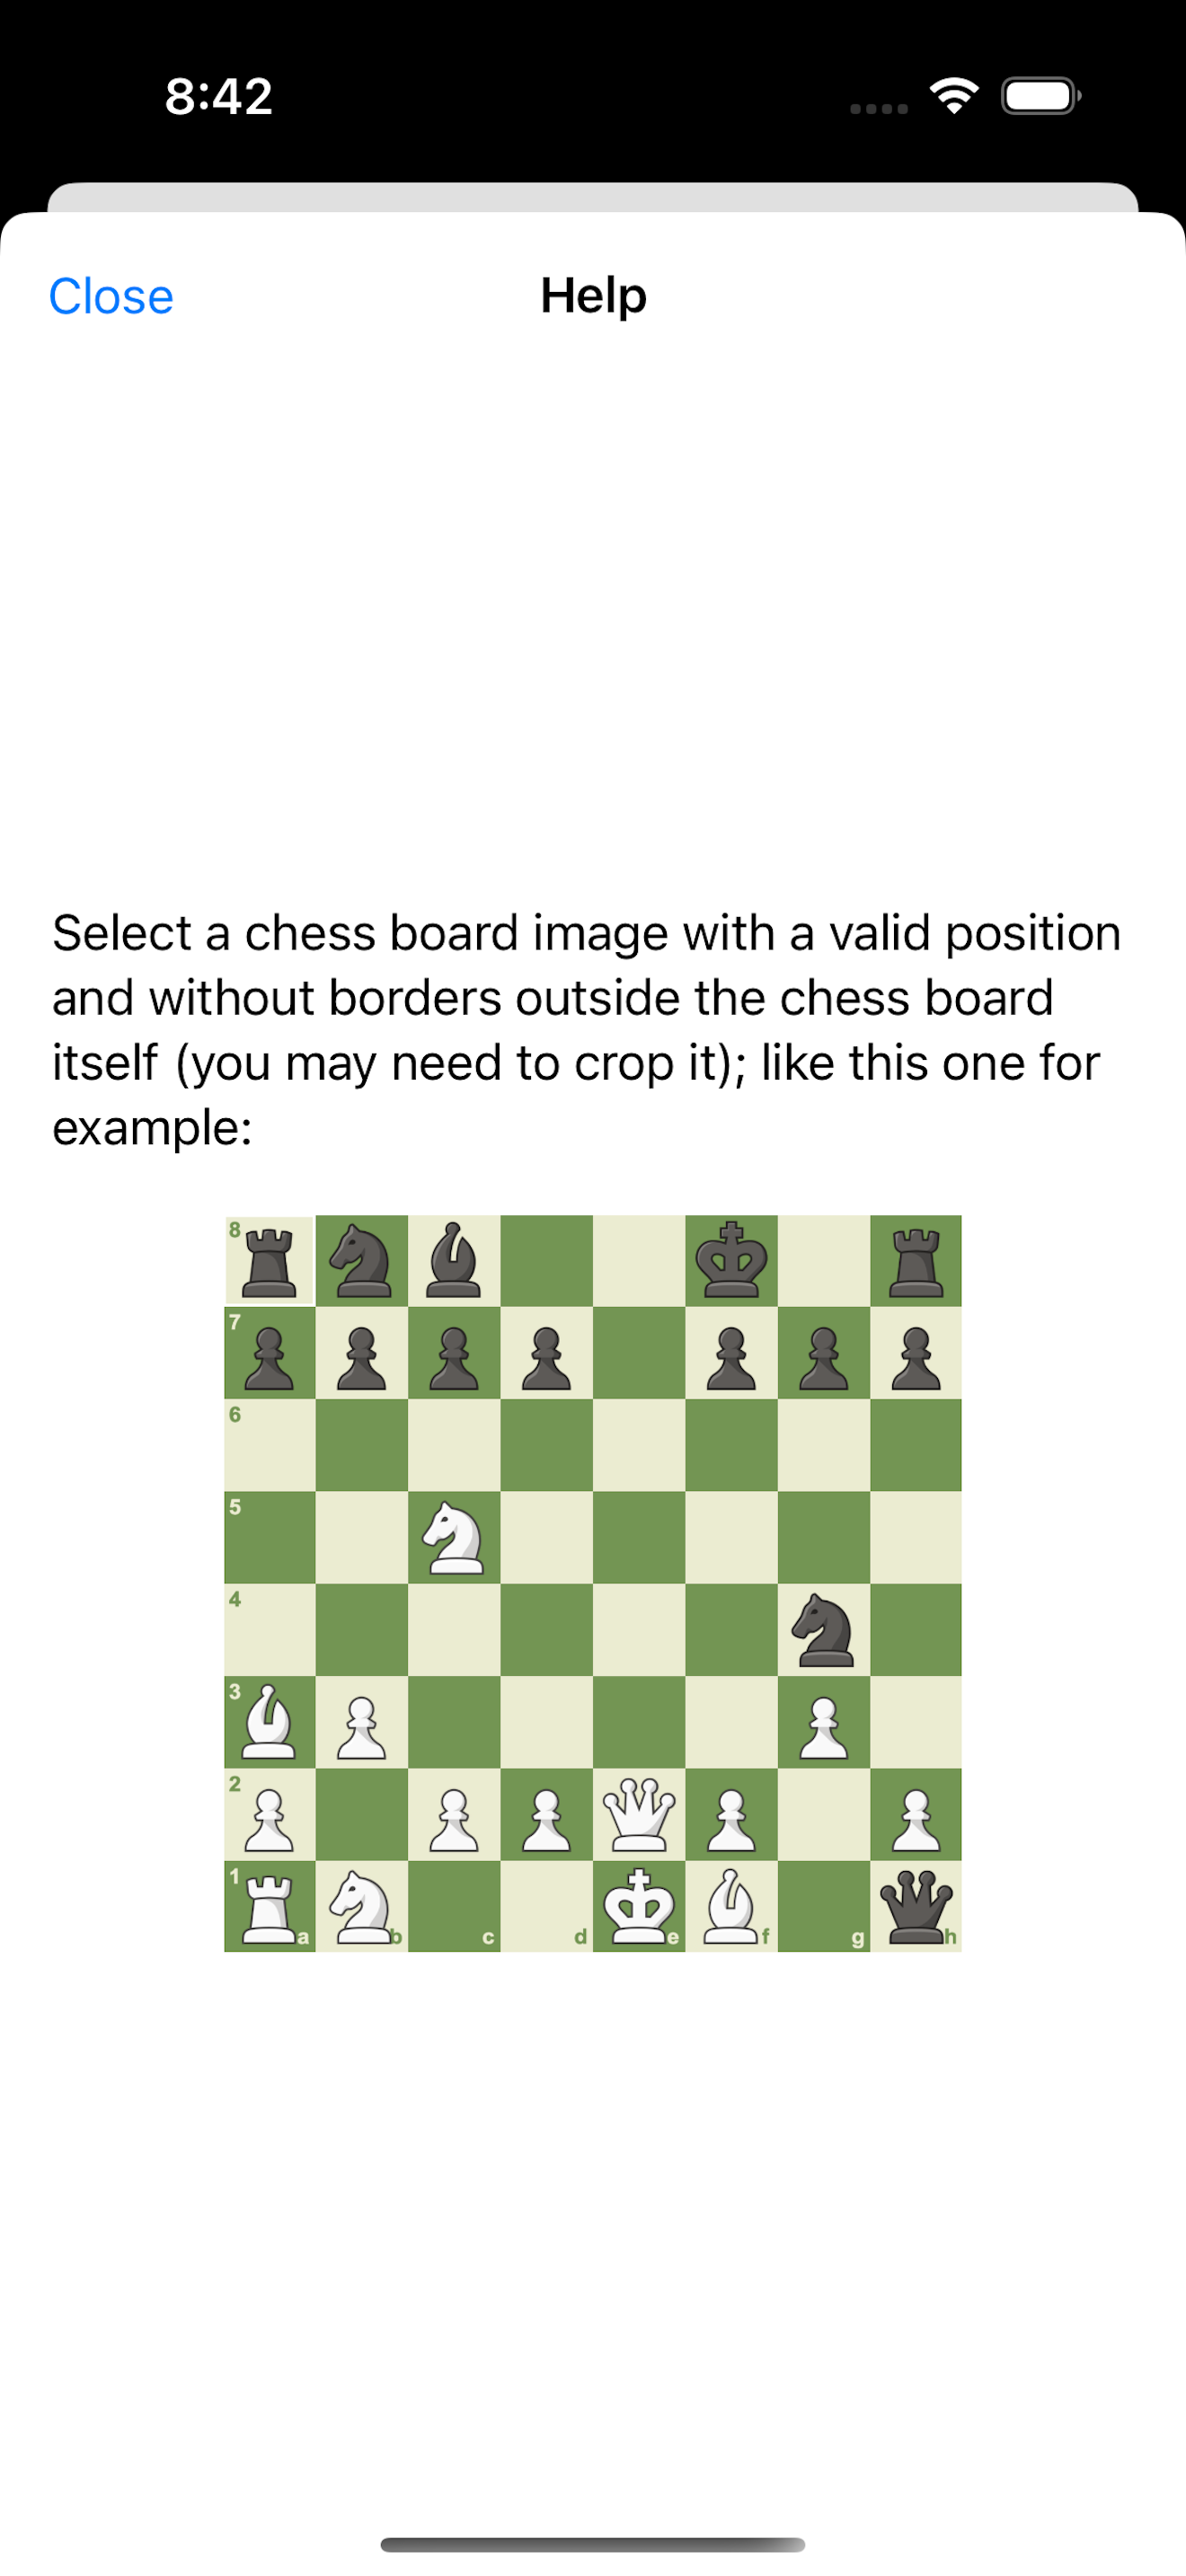 8:42
Close
Help
Select a chess board image with a valid position
and without borders outside the chess board
itself (you may need to crop it); like this one for
example:
8
7
6
5
4
3
2
1
a b c d e f g h